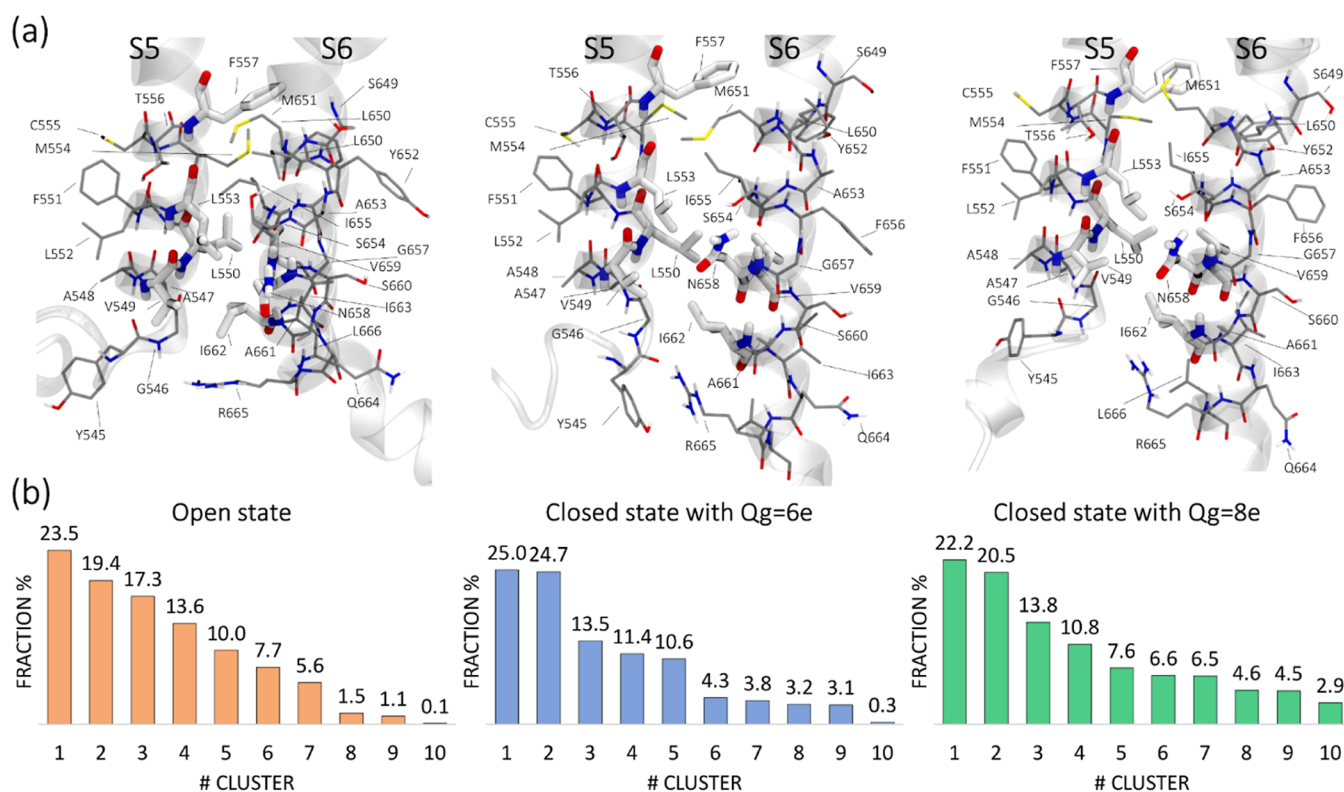 (a)
S5
S6
F557
S649
T556
M651
C555
L650
M554
L650
Y652
F551
L553
A653
I655
S654
L552
G657
L550
V659
S660
A548
A547
V549
N658
I663
L666
I662
A661
G546
R665
Q664
Y545
S5
S6
F557
S649
T556
M651
C555
L650
M554
Y652
L553
F551
I655
A653
S654
L552
F656
L550
G657
A548
N658
V659
A547
V549
S660
G546
I662
A661
I663
Y545
R665
Q664
S5
S6
F557
S649
C555
M554
L650
T556
Y652
F551
L553
I655
A653
L552
S654
F656
L550
G657
A548
V659
A547
V549
N658
G546
S660
I662
A661
Y545
I663
L666
R665
Q664
(b)
Open state
FRACTION %
23.5
19.4
17.3
13.6
10.0
7.7
5.6
1.5
1.1
0.1
1 2 3 4 5 6 7 8 9 10
# CLUSTER
Closed state with Qg=6e
FRACTION %
25.0
24.7
13.5
11.4
10.6
4.3
3.8
3.2
3.1
0.3
1 2 3 4 5 6 7 8 9 10
# CLUSTER
Closed state with Qg=8e
FRACTION %
22.2
20.5
13.8
10.8
7.6
6.6
6.5
4.6
4.5
2.9
1 2 3 4 5 6 7 8 9 10
# CLUSTER